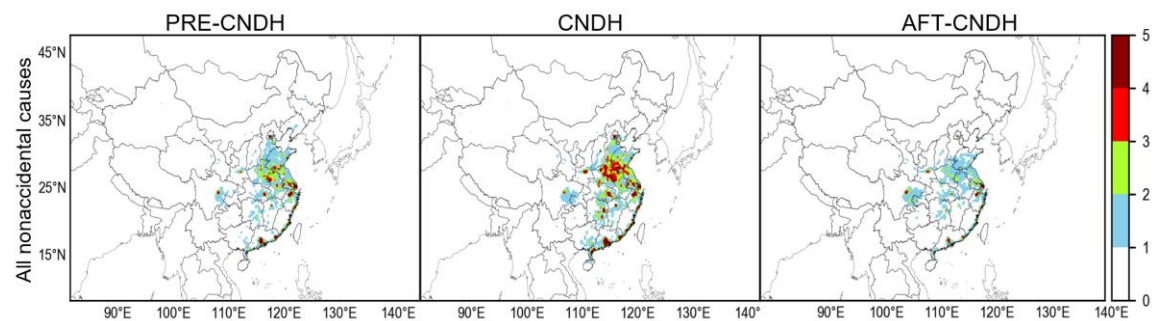 PRE-CNDH CNDH AFT-CNDH
All nonaccidental causes
45°N
35°N
25°N
15°N
90°E 100°E 110°E 120°E 130°E 140°E 90°E 100°E 110°E 120°E 130°E 140°E 90°E 100°E 110°E 120°E 130°E 140°E
5
4
3
2
1
0